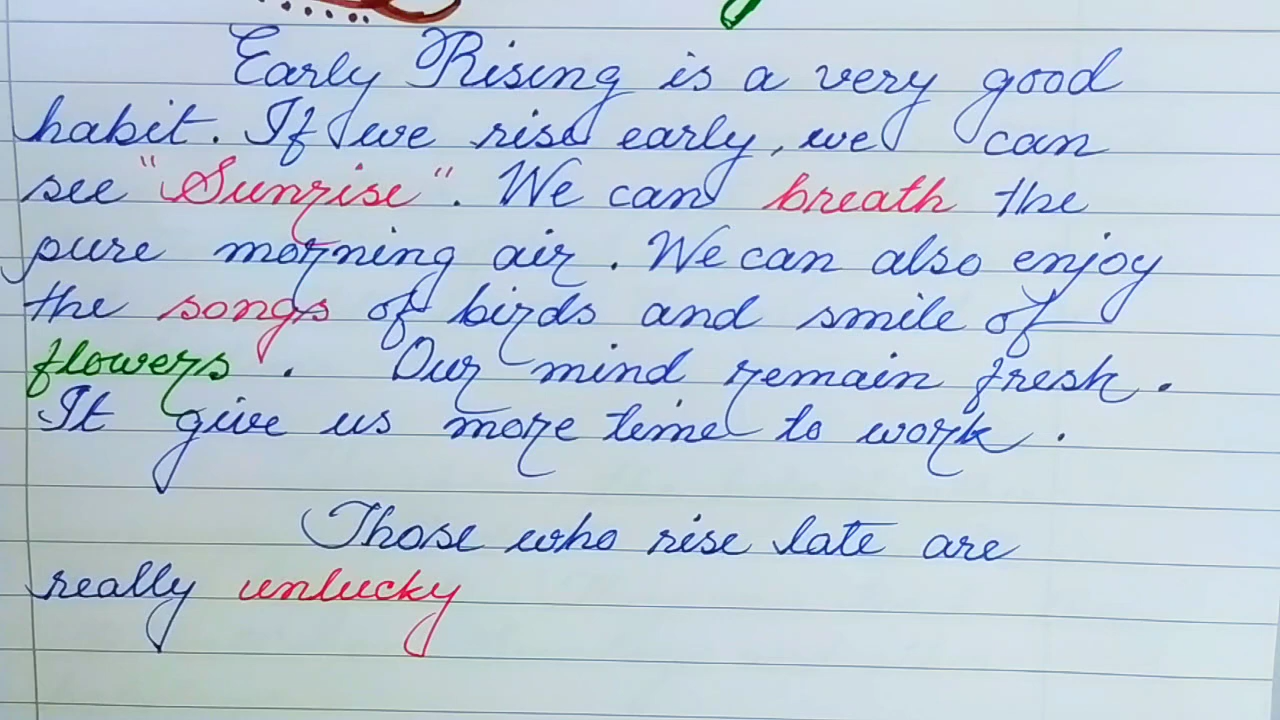 Early Rising is a very good
habit. If we rise early, we can
see "Sunrise". We can breath the
pure morning air. We can also enjoy
the songs of birds and smile of
flowers. Our mind remain fresh.
It give us more time to work.
Those who rise late are
really unlucky